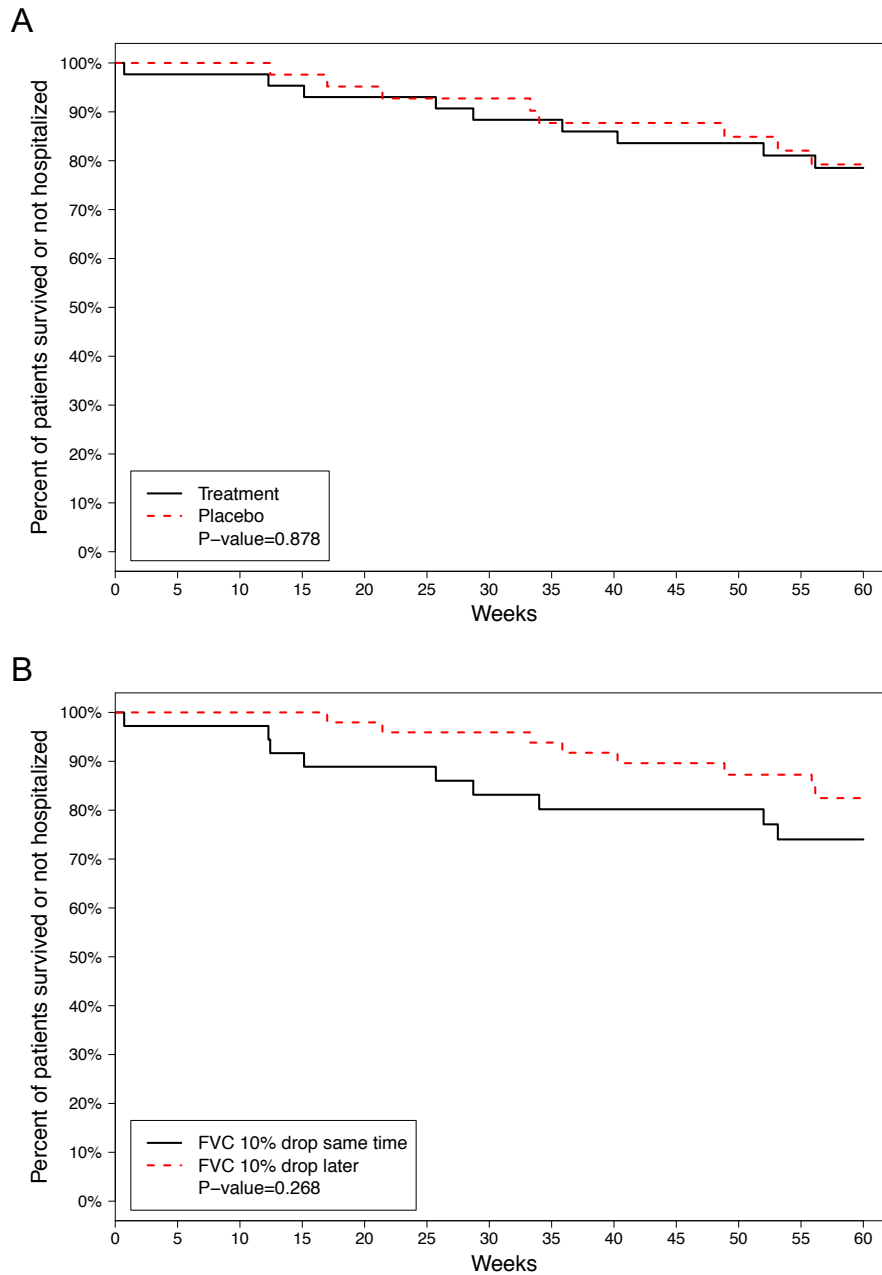 A
Percent of patients survived or not hospitalized
100%
90%
80%
70%
60%
50%
40%
30%
20%
10%
0%
Treatment
Placebo
P-value=0.878
0 5 10 15 20 25 30 35 40 45 50 55 60
Weeks
B
Percent of patients survived or not hospitalized
100%
90%
80%
70%
60%
50%
40%
30%
20%
10%
0%
FVC 10% drop same time
FVC 10% drop later
P-value=0.268
0 5 10 15 20 25 30 35 40 45 50 55 60
Weeks